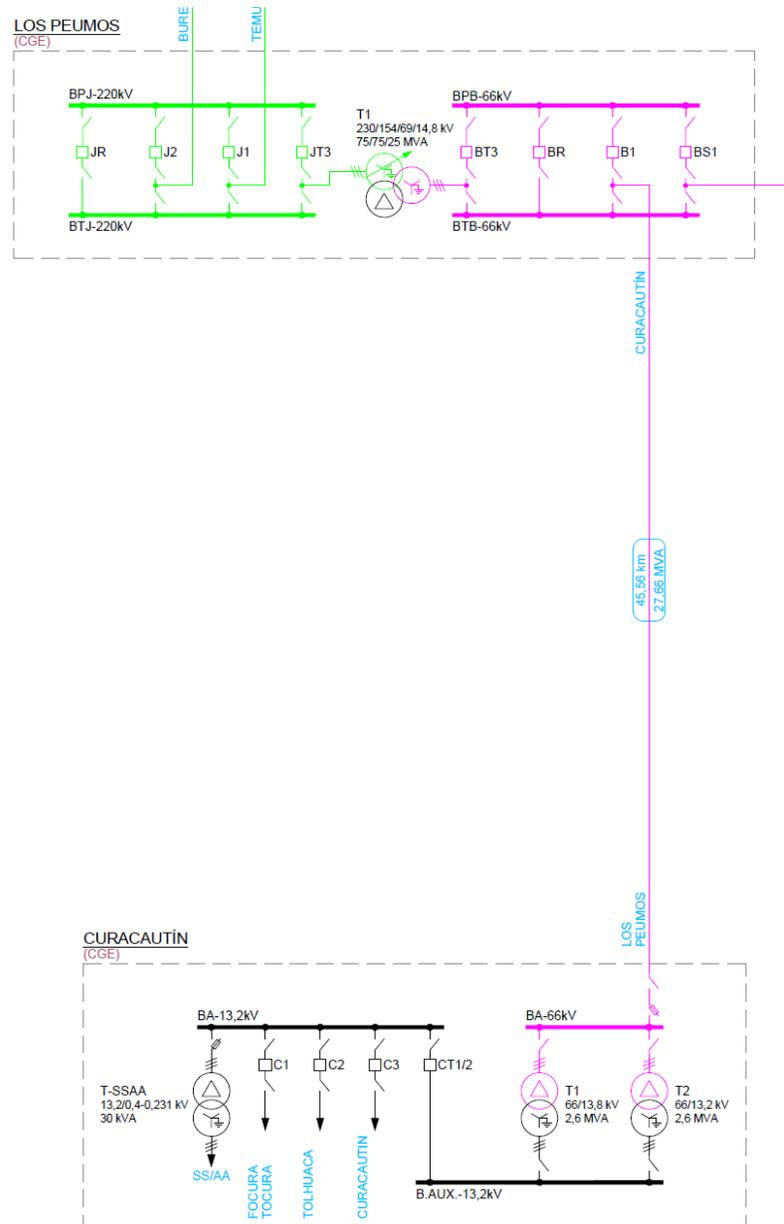 LOS PEUMOS
(CGE)
BURE
TEMU
BPJ-220kV
JR
J2
J1
JT3
BTJ-220kV
T1
230/154/69/14,8 kV
75/75/25 MVA
BPB-66kV
BT3
BR
B1
BS1
BTB-66kV
CURACAUTÍN
45,56 km
27,66 MVA
LOS
PEUMOS
CURACAUTÍN
(CGE)
BA-13,2kV
C1
C2
C3
CT1/2
T-SSAA
13,2/0,4-0,231 kV
30 kVA
SS/AA
FOCURA
TOCURA
TOLHUACA
CURACAUTIN
BA-66kV
T1
66/13,8 kV
2,6 MVA
T2
66/13,2 kV
2,6 MVA
B.AUX.-13,2kV